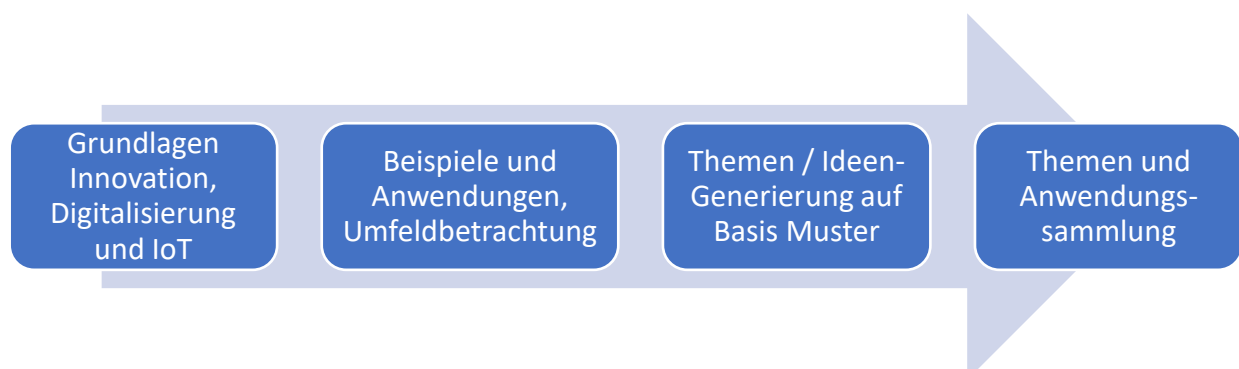 Grundlagen
Innovation,
Digitalisierung
und IoT
Beispiele und
Anwendungen,
Umfeldbetrachtung
Themen / Ideen-
Generierung auf
Basis Muster
Themen und
Anwendungs-
sammlung